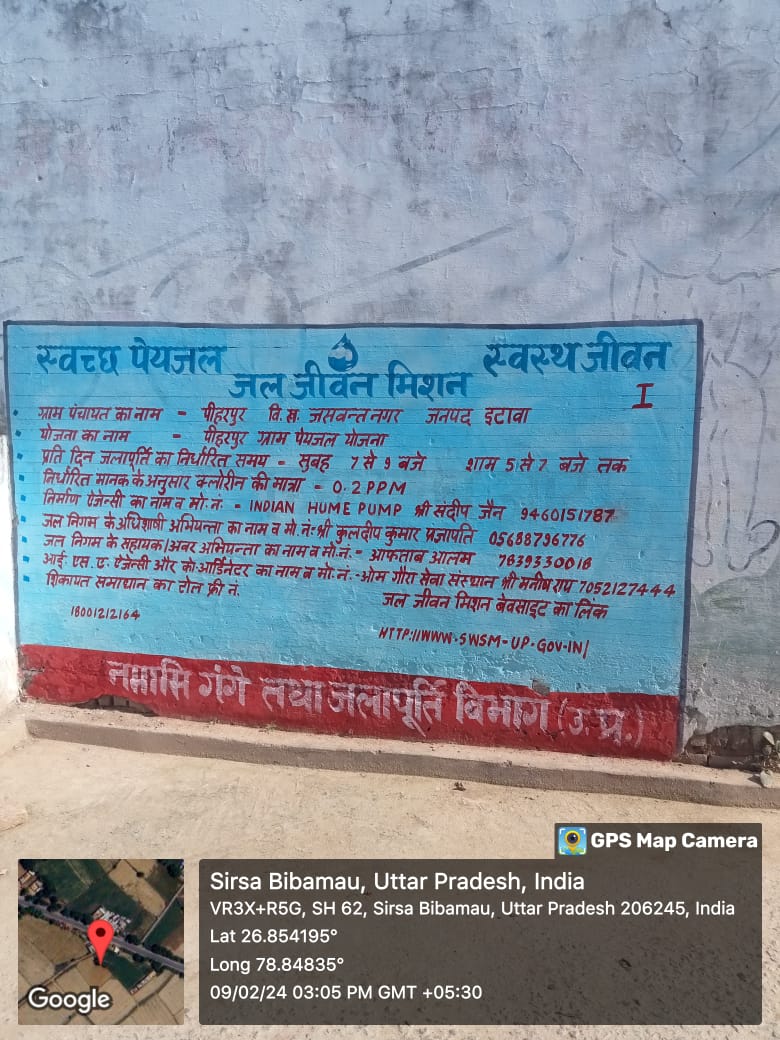 स्वच्छ पेयजल स्वस्थ जीवन
जल जीवन मिशन
I
ग्राम पंचायत का नाम - पीहरपुर वि.ख. जसवन्तनगर जनपद इटावा
योजना का नाम - पीहरपुर ग्राम पेयजल योजना
प्रति दिन जलापूर्ति का निर्धारित समय - सुबह 7 से 9 बजे शाम 5 से 7 बजे तक
निर्धारित मानक के अनुसार क्लोरीन की मात्रा - 0.2 PPM
निर्माण ऐजेन्सी का नाम व मो.नं. - INDIAN HUME PUMP श्री संदीप जैन 9460151787
जल निगम के अधिशाषी अभियन्ता का नाम व मो.नं: श्री कुलदीप कुमार प्रजापति 05688796776
जल निगम के सहायक/अवर अभियन्ता का नाम व मो.नं. - आफताब आलम 7839330018
आई. एस. ए. ऐजेन्सी और को-आर्डिनेटर का नाम व मो.नं. - ओम गौरा सेवा संस्थान श्री मनीष राय 7052127444
शिकायत समाधान का टोल फ्री नं.
जल जीवन मिशन बेवसाइट का लिंक
18001212164
HTTP://WWW.SWSM-UP.GOV.IN/
नमामि गंगे तथा जलापूर्ति विभाग (उ.प्र.)
GPS Map Camera
Sirsa Bibamau, Uttar Pradesh, India
VR3X+R5G, SH 62, Sirsa Bibamau, Uttar Pradesh 206245, India
Lat 26.854195°
Long 78.84835°
09/02/24 03:05 PM GMT +05:30
Google